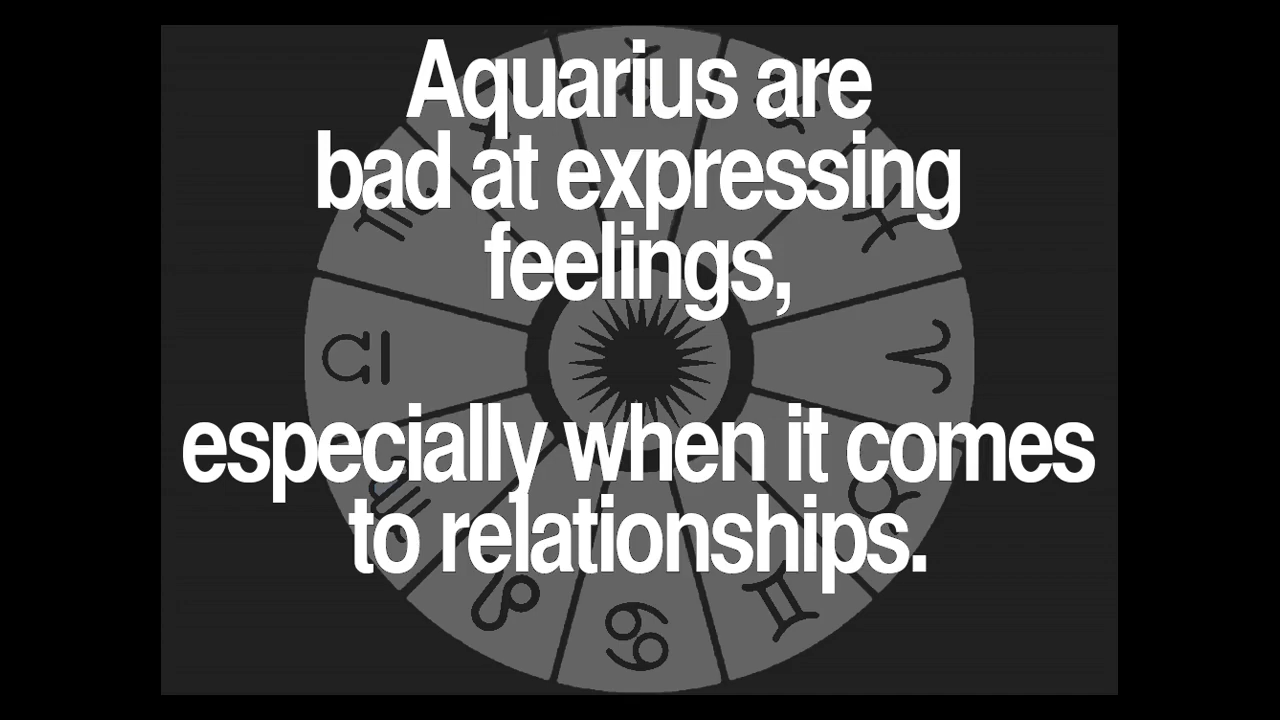 Aquarius are
bad at expressing
feelings,
especially when it comes
to relationships.